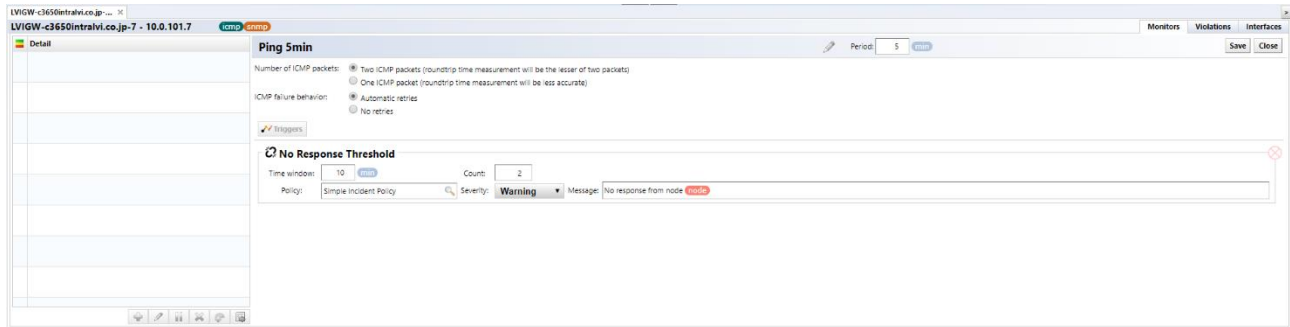 LVIGW-c3650intralvi.co.jp-...
LVIGW-c3650intralvi.co.jp-7 - 10.0.101.7 icmp snmp Monitors Violations Interfaces
Detail
Ping 5min Period: 5 min Save Close
Number of ICMP packets: Two ICMP packets (roundtrip time measurement will be the lesser of two packets)
One ICMP packet (roundtrip time measurement will be less accurate)
ICMP failure behavior: Automatic retries
No retries
Triggers
No Response Threshold
Time window: 10 min Count: 2
Policy: Simple Incident Policy Severity: Warning Message: No response from node node